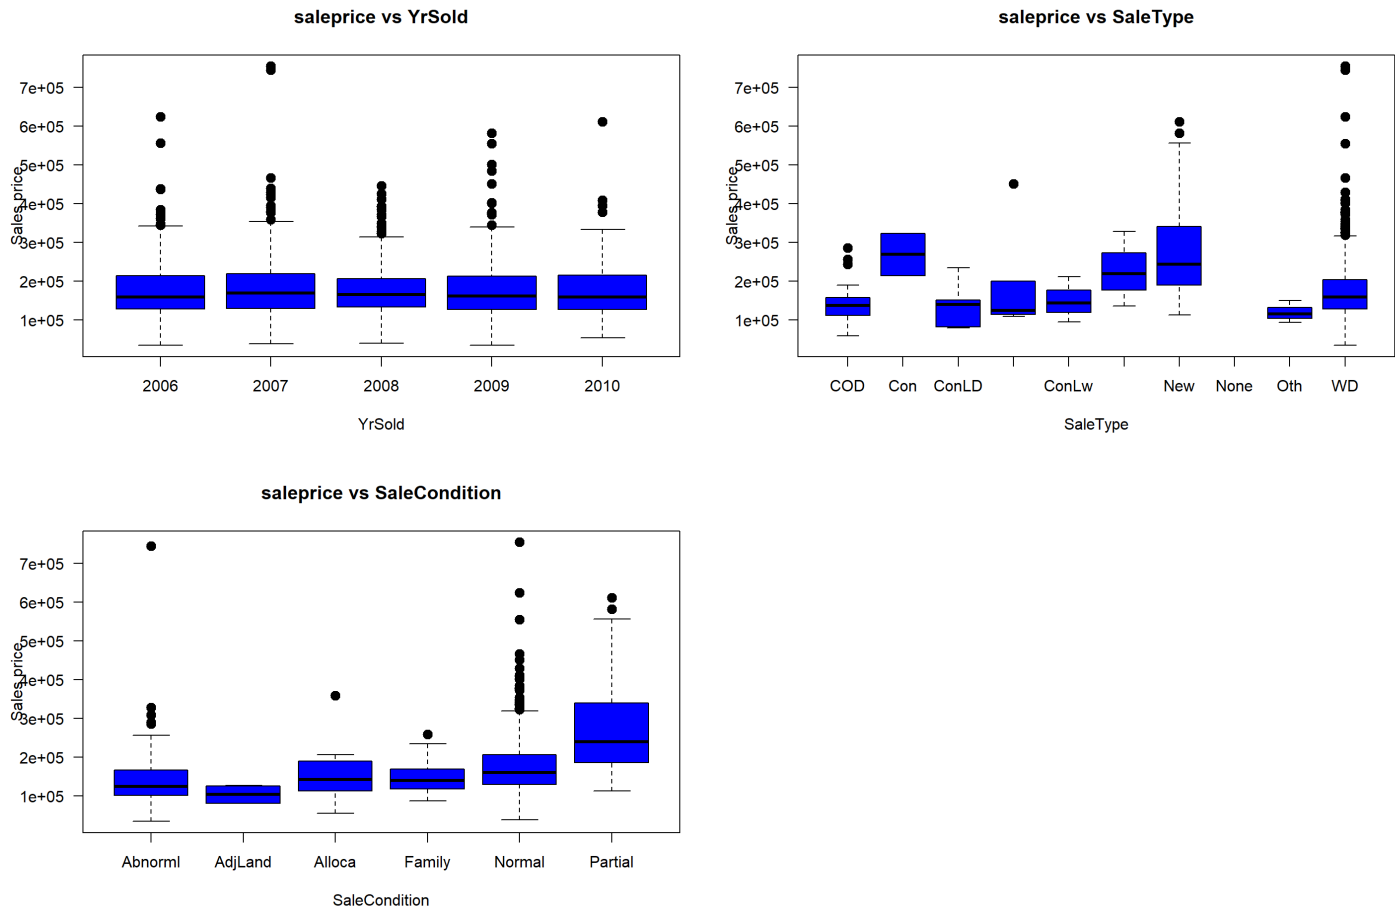 saleprice vs YrSold
Sales price
7e+05
6e+05
5e+05
4e+05
3e+05
2e+05
1e+05
2006 2007 2008 2009 2010
YrSold
saleprice vs SaleType
Sales price
7e+05
6e+05
5e+05
4e+05
3e+05
2e+05
1e+05
COD Con ConLD ConLw New None Oth WD
SaleType
saleprice vs SaleCondition
Sales price
7e+05
6e+05
5e+05
4e+05
3e+05
2e+05
1e+05
Abnorml AdjLand Alloca Family Normal Partial
SaleCondition